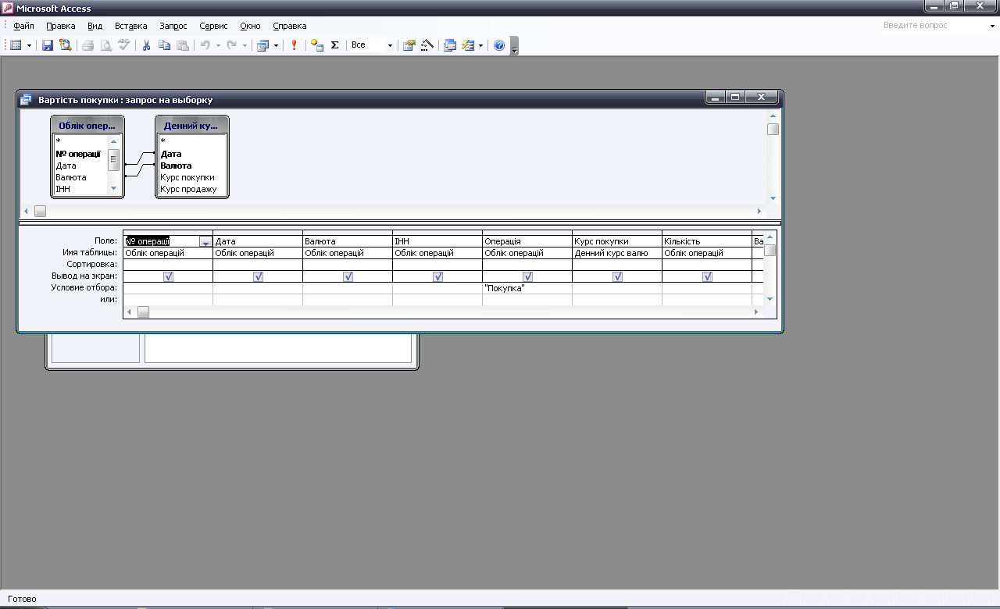 Microsoft Access
Файл Правка Вид Вставка Запрос Сервис Окно Справка Введите вопрос
Все
Вартість покупки : запрос на выборку
Облік опер... Денний ку...
* *
№ операції Дата
Дата Валюта
Валюта Курс покупки
ІНН Курс продажу
Поле: № операції Дата Валюта ІНН Операція Курс покупки Кількість Ва
Имя таблицы: Облік операцій Облік операцій Облік операцій Облік операцій Облік операцій Денний курс валю Облік операцій
Сортировка:
Вывод на экран:
Условие отбора: "Покупка"
или:
Готово